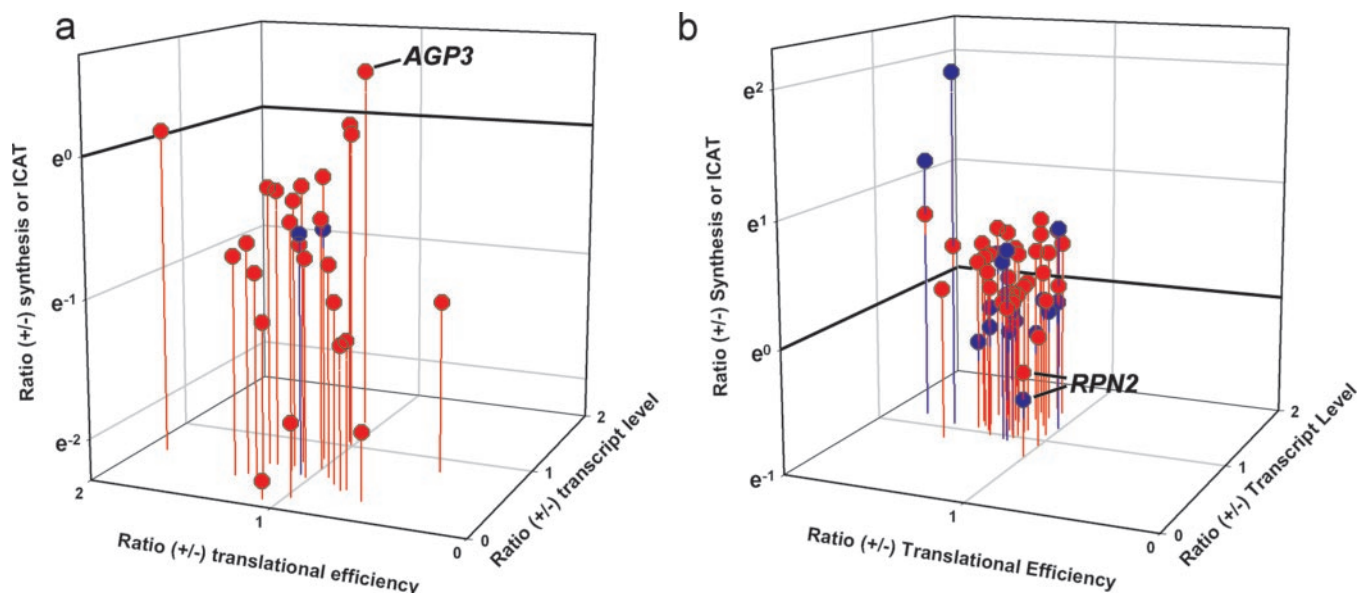 a
AGP3
e0
e-1
e-2
Ratio (+/-) synthesis or ICAT
2
1
0
Ratio (+/-) translational efficiency
0
1
2
Ratio (+/-) transcript level
b
e2
e1
e0
e-1
Ratio (+/-) Synthesis or ICAT
RPN2
1
0
Ratio (+/-) Translational Efficiency
0
1
2
Ratio (+/-) Transcript Level